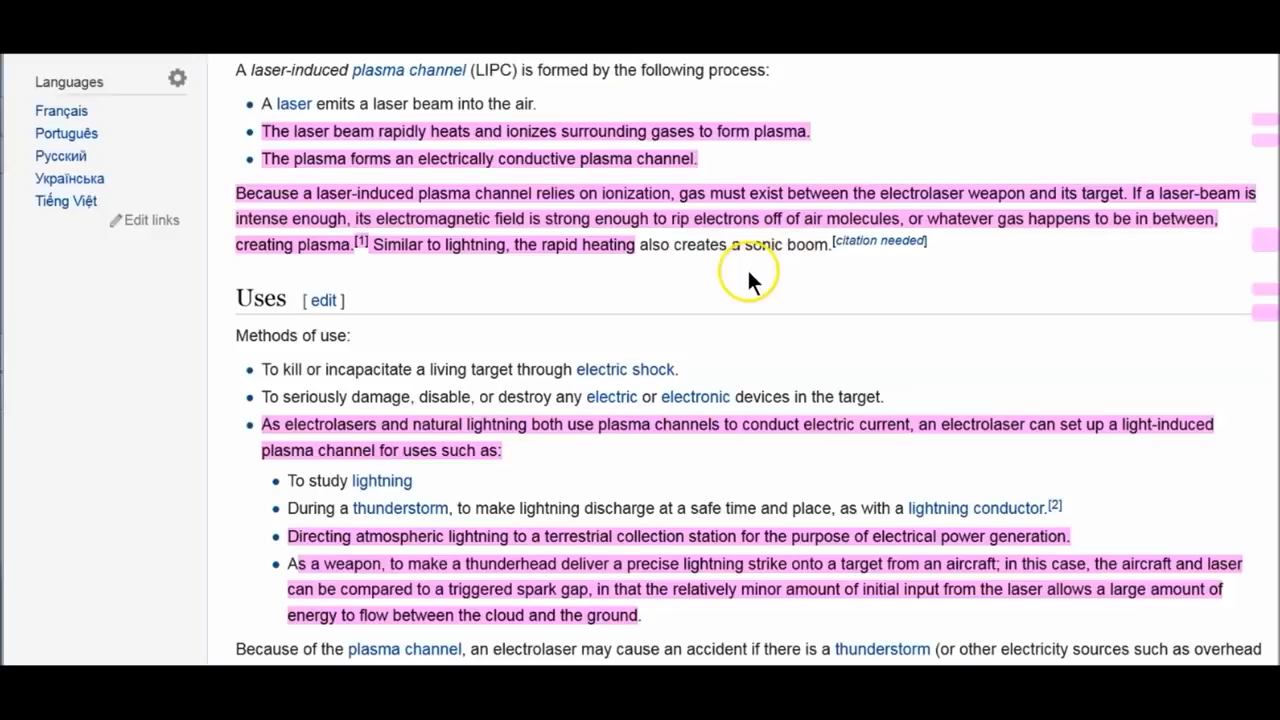 Languages
Français
Português
Русский
Українська
Tiếng Việt
Edit links
A laser-induced plasma channel (LIPC) is formed by the following process:
A laser emits a laser beam into the air.
The laser beam rapidly heats and ionizes surrounding gases to form plasma.
The plasma forms an electrically conductive plasma channel.
Because a laser-induced plasma channel relies on ionization, gas must exist between the electrolaser weapon and its target. If a laser-beam is
intense enough, its electromagnetic field is strong enough to rip electrons off of air molecules, or whatever gas happens to be in between,
creating plasma.[1] Similar to lightning, the rapid heating also creates a sonic boom.[citation needed]
Uses [ edit ]
Methods of use:
To kill or incapacitate a living target through electric shock.
To seriously damage, disable, or destroy any electric or electronic devices in the target.
As electrolasers and natural lightning both use plasma channels to conduct electric current, an electrolaser can set up a light-induced
plasma channel for uses such as:
To study lightning
During a thunderstorm, to make lightning discharge at a safe time and place, as with a lightning conductor.[2]
Directing atmospheric lightning to a terrestrial collection station for the purpose of electrical power generation.
As a weapon, to make a thunderhead deliver a precise lightning strike onto a target from an aircraft; in this case, the aircraft and laser
can be compared to a triggered spark gap, in that the relatively minor amount of initial input from the laser allows a large amount of
energy to flow between the cloud and the ground.
Because of the plasma channel, an electrolaser may cause an accident if there is a thunderstorm (or other electricity sources such as overhead